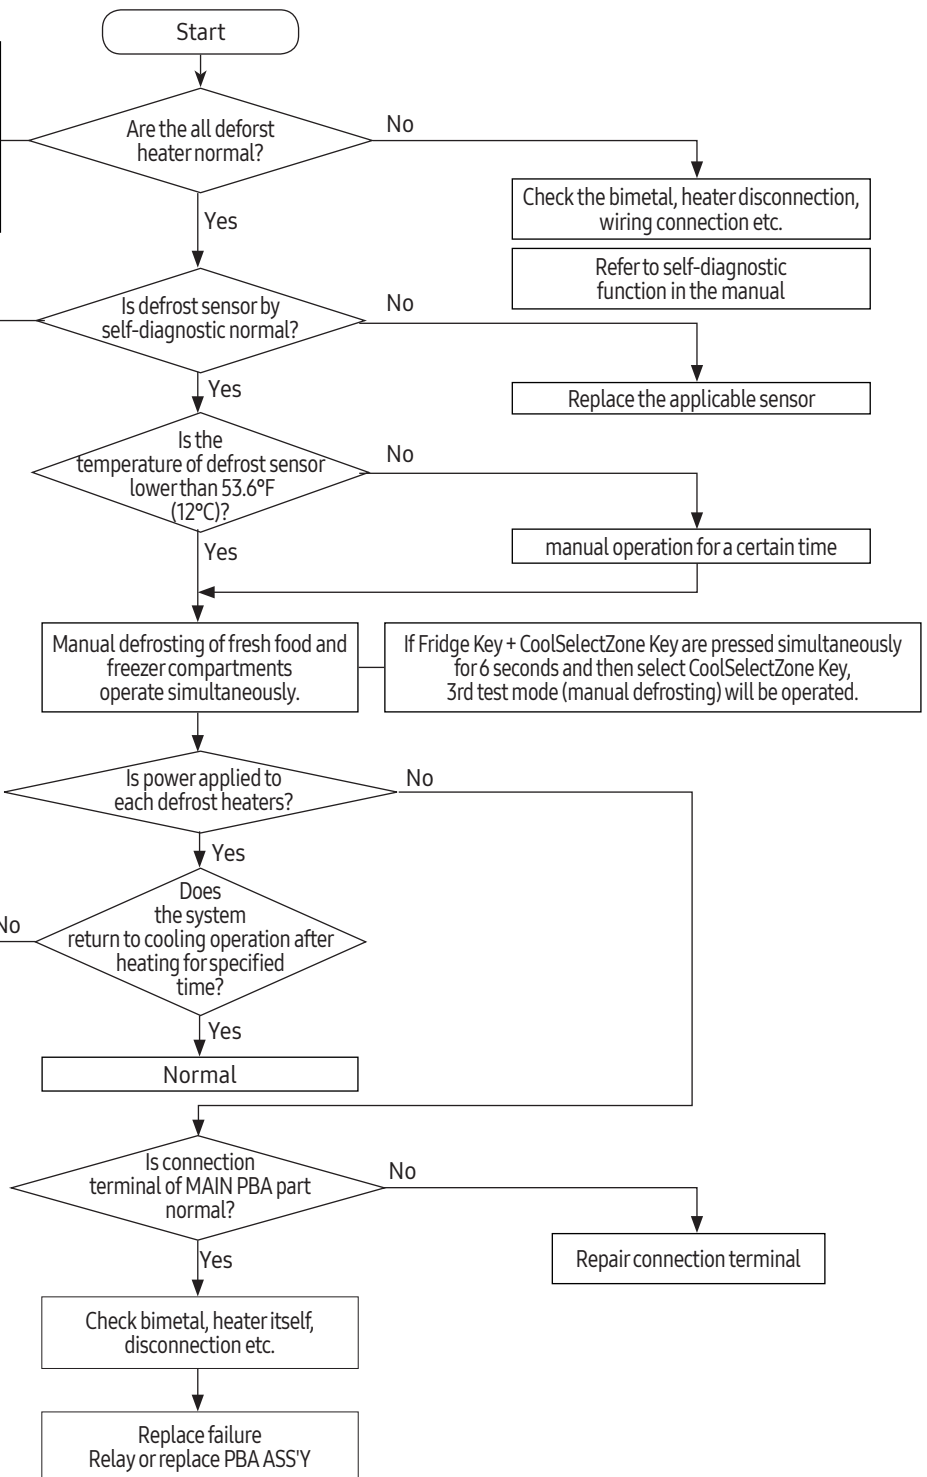 Start
Are the all deforst
heater normal?
No
Check the bimetal, heater disconnection,
wiring connection etc.
Yes
Refer to self-diagnostic
function in the manual
Is defrost sensor by
self-diagnostic normal?
No
Yes
Replace the applicable sensor
Is the
temperature of defrost sensor
lower than 53.6°F
(12°C)?
No
Yes
manual operation for a certain time
Manual defrosting of fresh food and
freezer compartments
operate simultaneously.
If Fridge Key + CoolSelectZone Key are pressed simultaneously
for 6 seconds and then select CoolSelectZone Key,
3rd test mode (manual defrosting) will be operated.
Is power applied to
each defrost heaters?
No
Yes
Does
the system
return to cooling operation after
heating for specified
time?
No
Yes
Normal
Is connection
terminal of MAIN PBA part
normal?
No
Yes
Repair connection terminal
Check bimetal, heater itself,
disconnection etc.
Replace failure
Relay or replace PBA ASS'Y